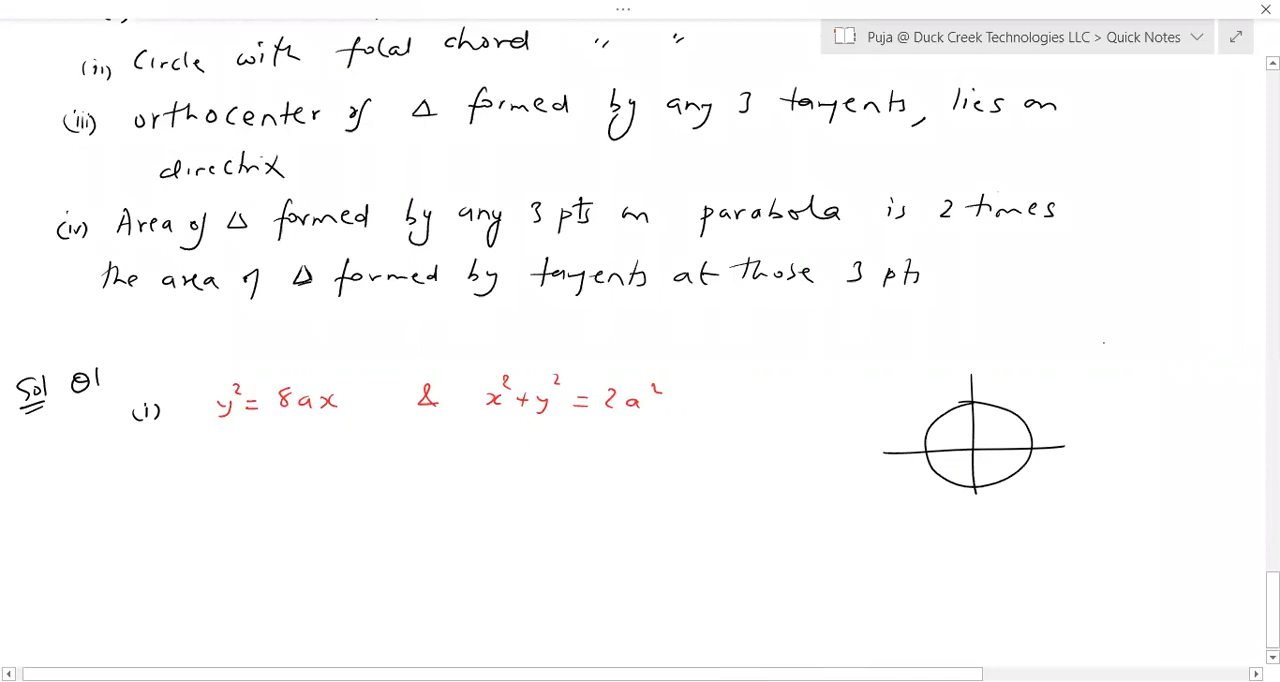 Puja @ Duck Creek Technologies LLC > Quick Notes
(ii) Circle with focal chord " "
(iii) orthocenter of Δ formed by any 3 tangents, lies on
directrix
(iv) Area of Δ formed by any 3 pts on parabola is 2 times
the area of Δ formed by tangents at those 3 pts
Sol θ1
(i) y² = 8ax & x² + y² = 2a²